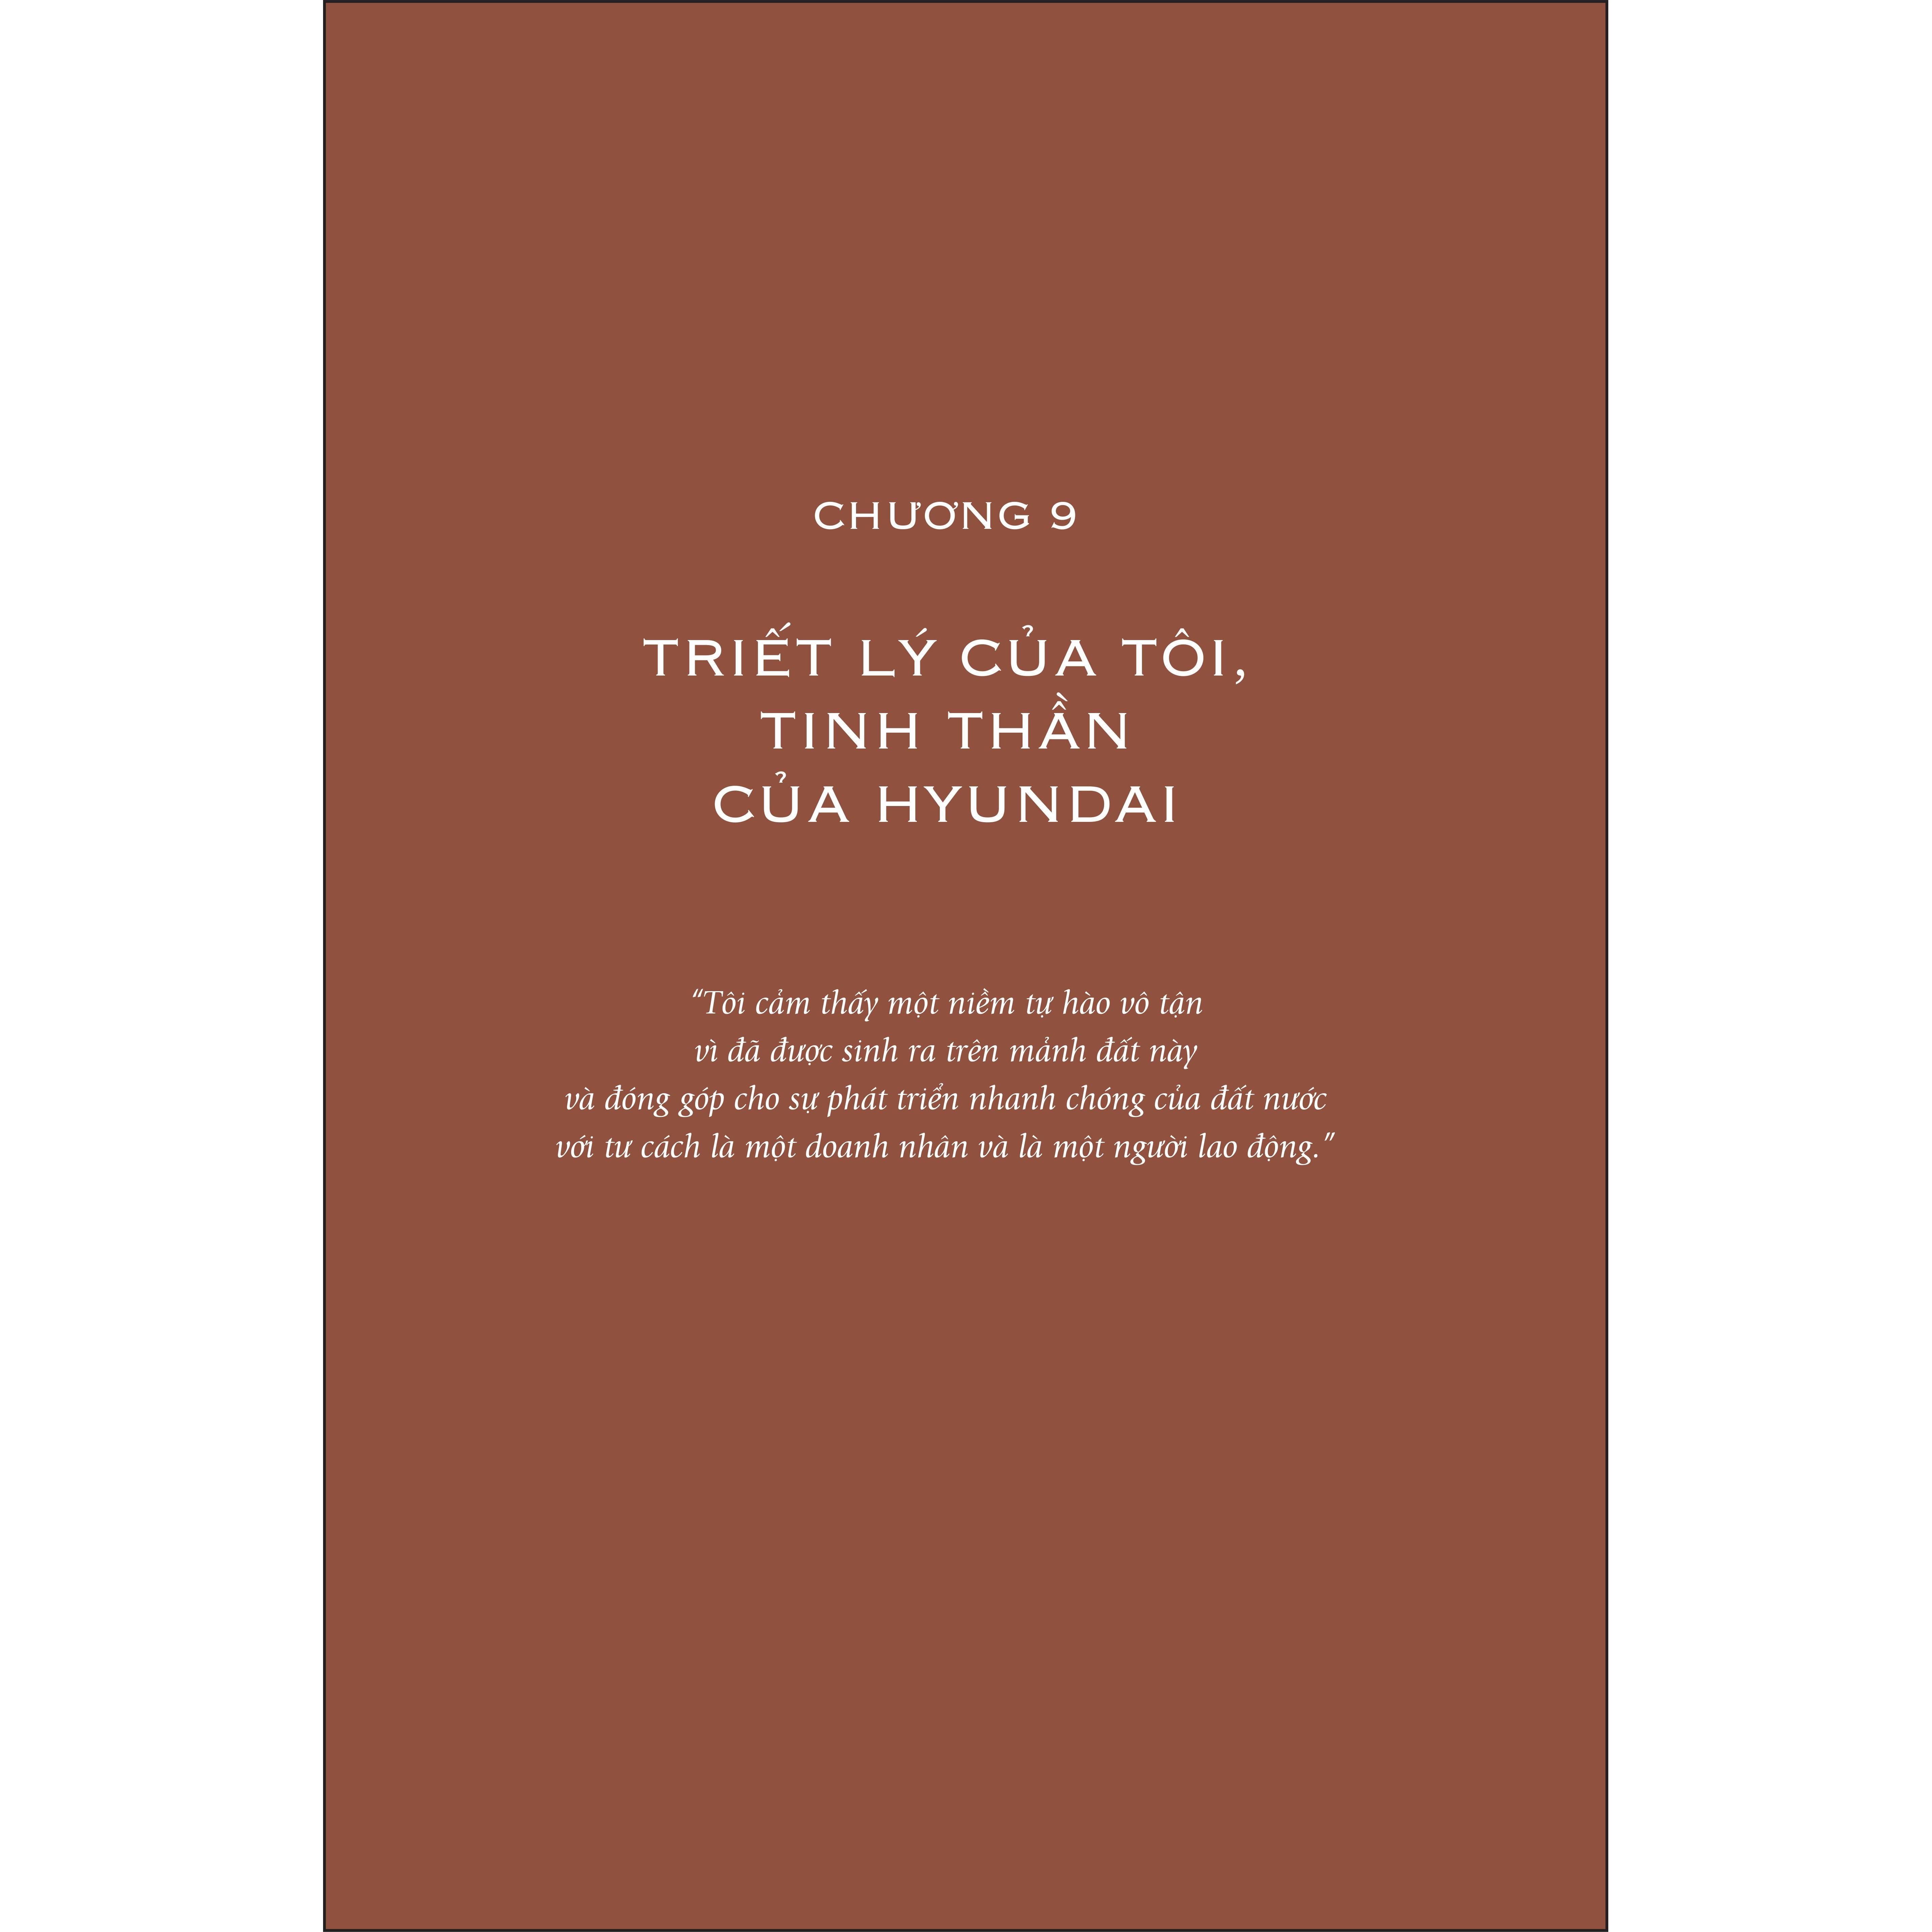 CHƯƠNG 9
TRIẾT LÝ CỦA TÔI,
TINH THẦN
CỦA HYUNDAI
“Tôi cảm thấy một niềm tự hào vô tận
vì đã được sinh ra trên mảnh đất này
và đóng góp cho sự phát triển nhanh chóng của đất nước
với tư cách là một doanh nhân và là một người lao động.”